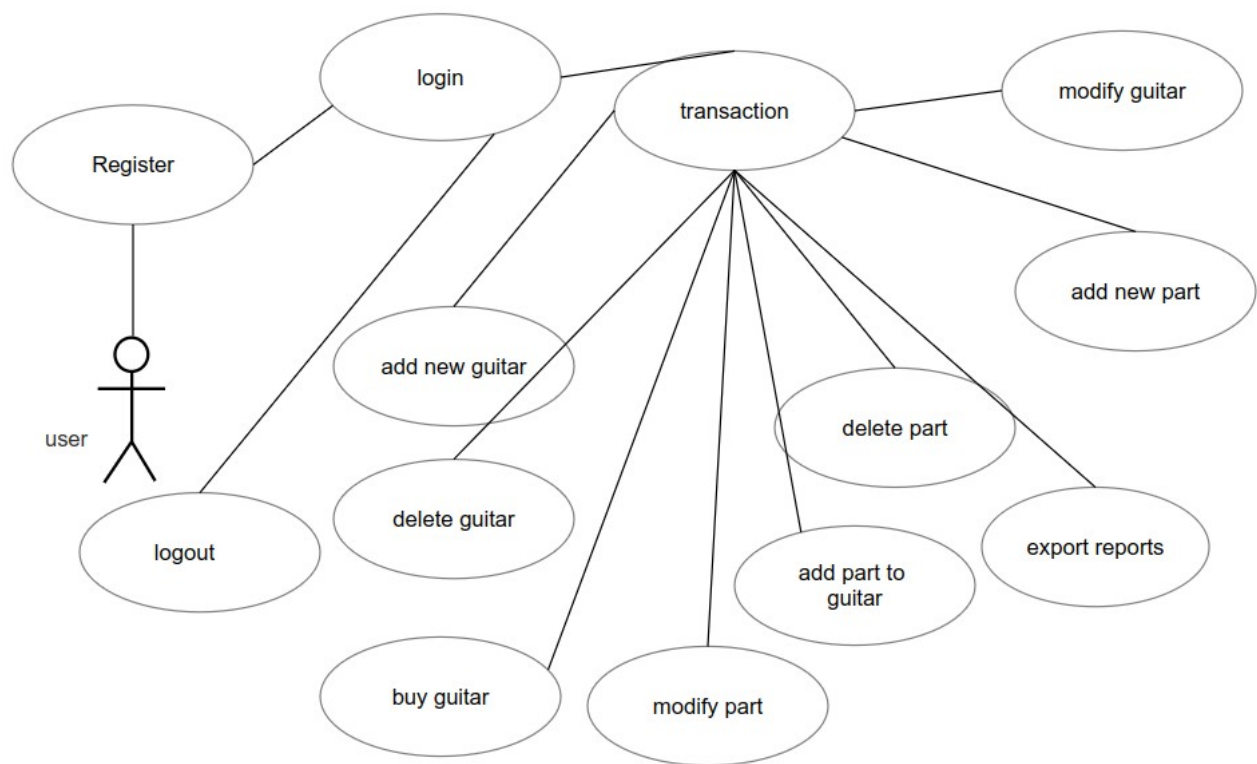 login
transaction
modify guitar
Register
add new part
add new guitar
user
delete part
delete guitar
logout
export reports
add part to
guitar
buy guitar
modify part